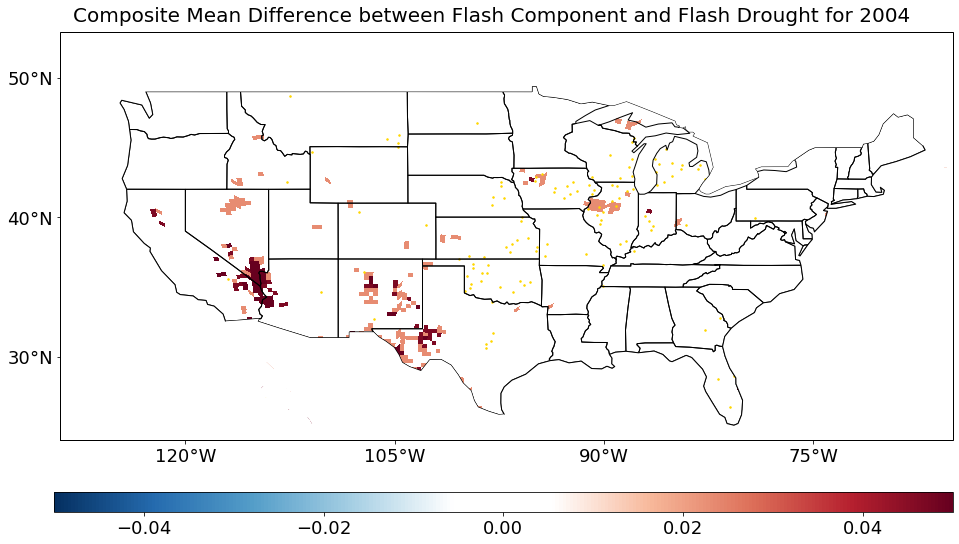 Composite Mean Difference between Flash Component and Flash Drought for 2004
50°N
40°N
30°N
120°W 105°W 90°W 75°W
−0.04 −0.02 0.00 0.02 0.04